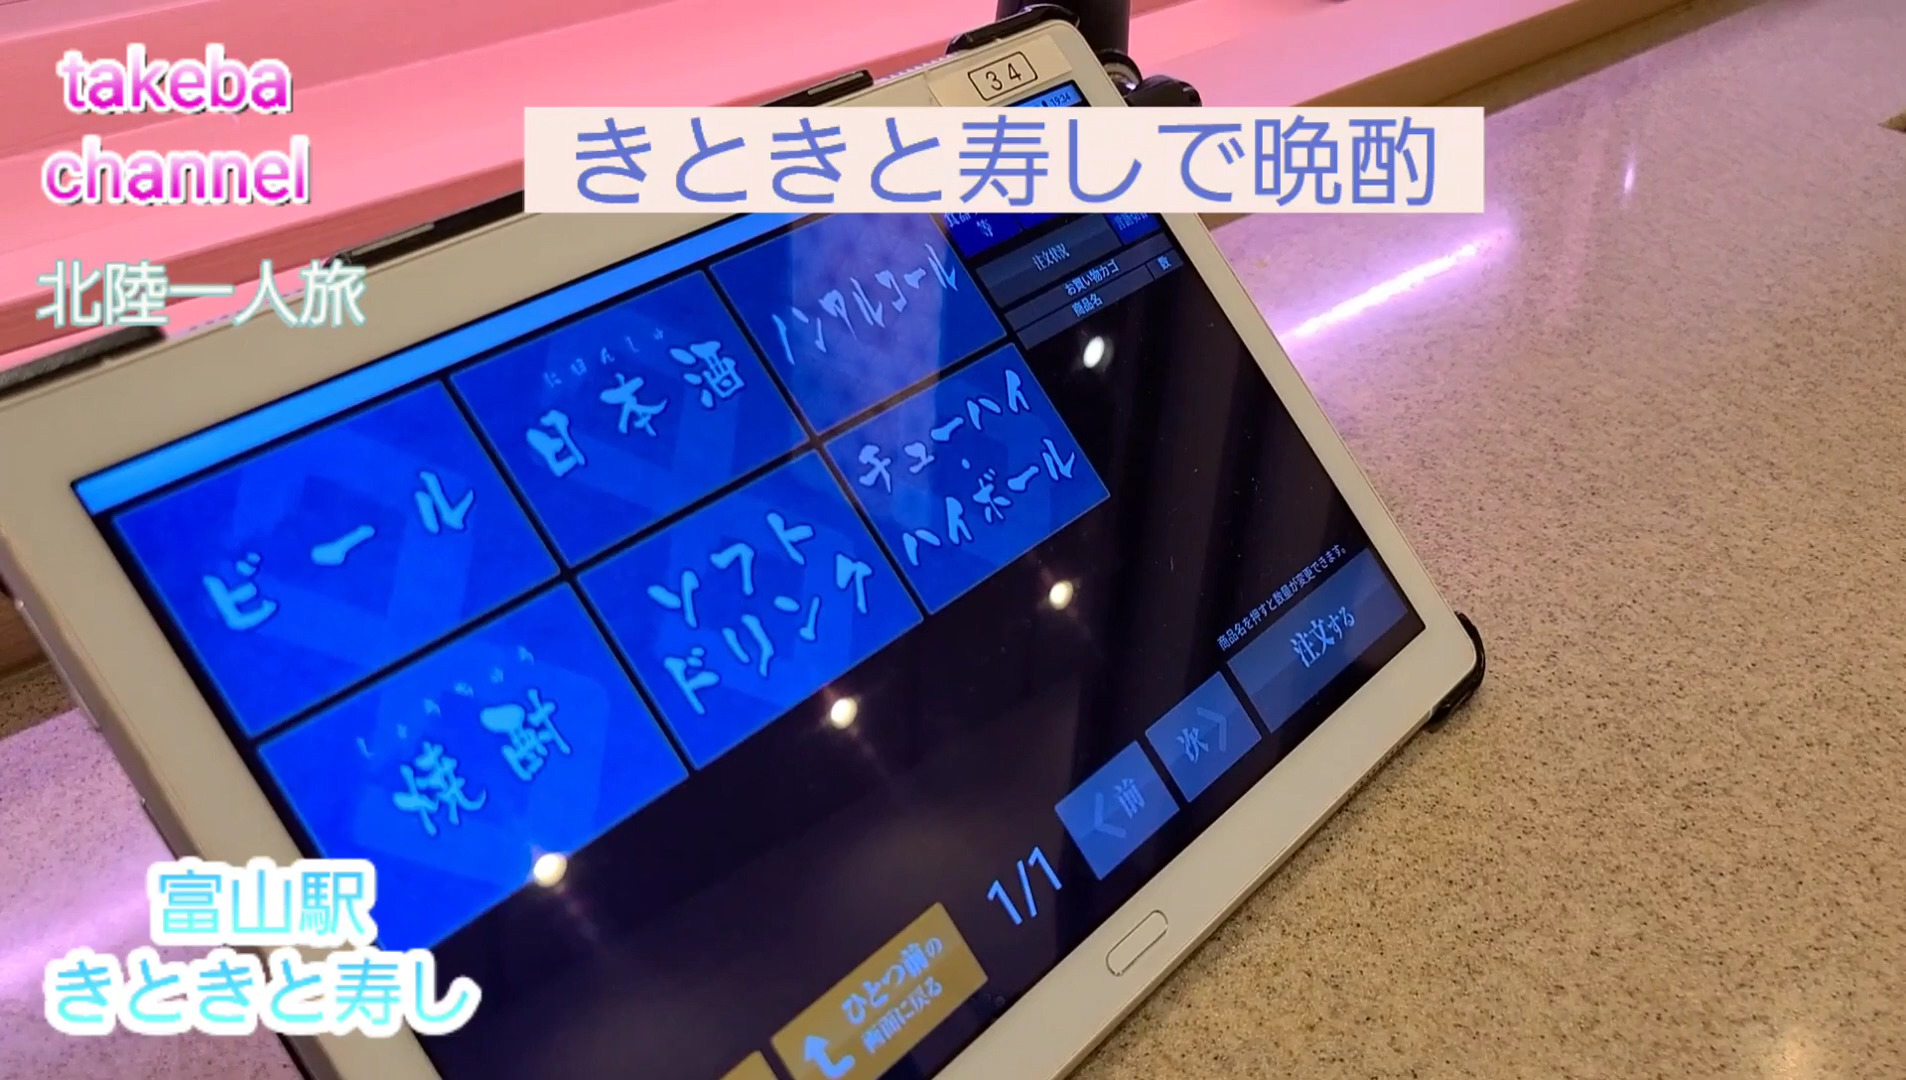 takeba
channel
北陸一人旅
きときと寿しで晩酌
34
19:34
等
注文状況
お買い物カゴ
商品名
数
ノンアルコール
にほんしゅ
日本酒
チューハイ
・
ハイボール
ビール
ソフト
ドリンク
しょうちゅう
焼酎
商品名を押すと数量が変更できます。
注文する
次
前
1/1
ひとつ前の
画面に戻る
富山駅
きときと寿し